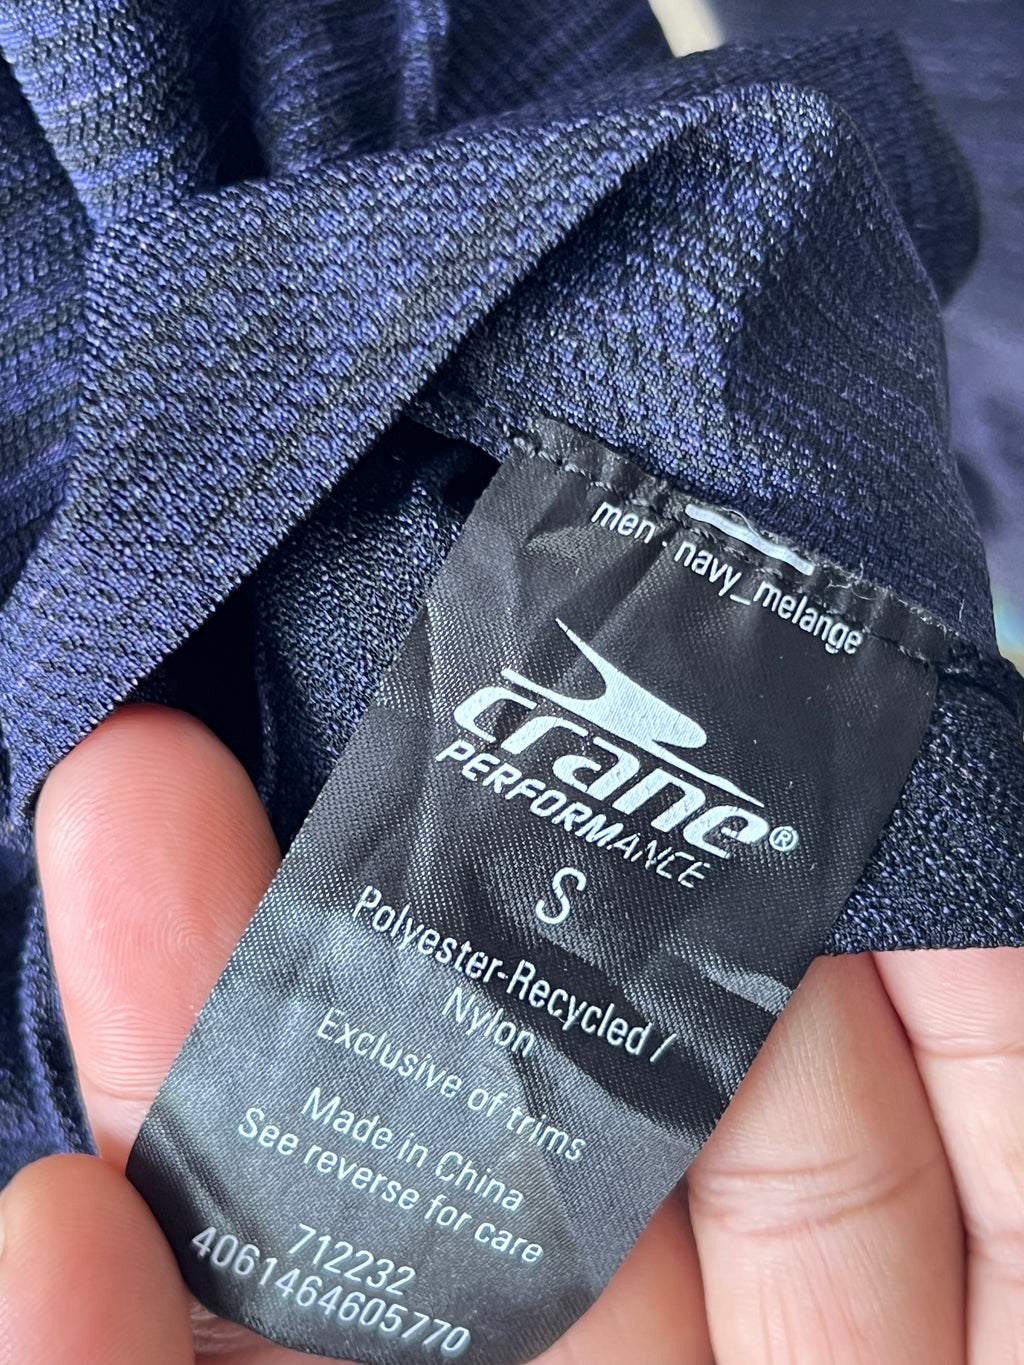 men · navy_melange
crane®
PERFORMANCE
S
Polyester-Recycled /
Nylon
Exclusive of trims
Made in China
See reverse for care
712232
4061464605770